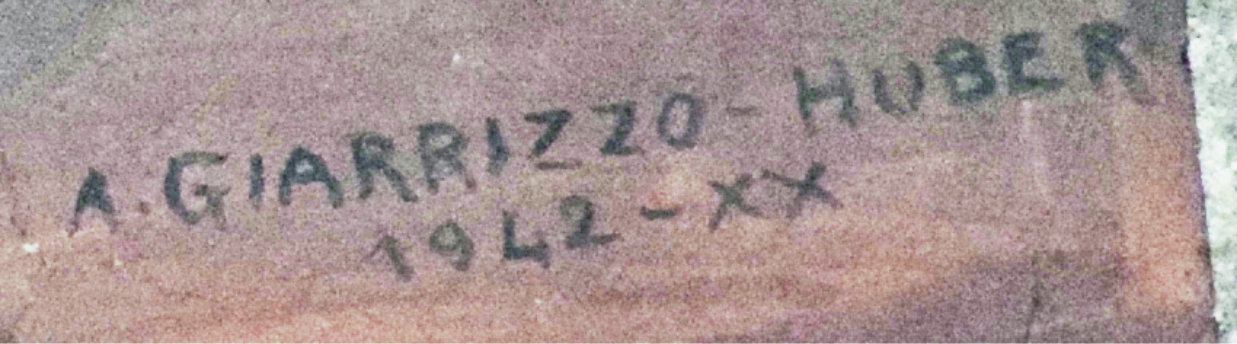 A. GIARRIZZO - HUBER
1942 - XX